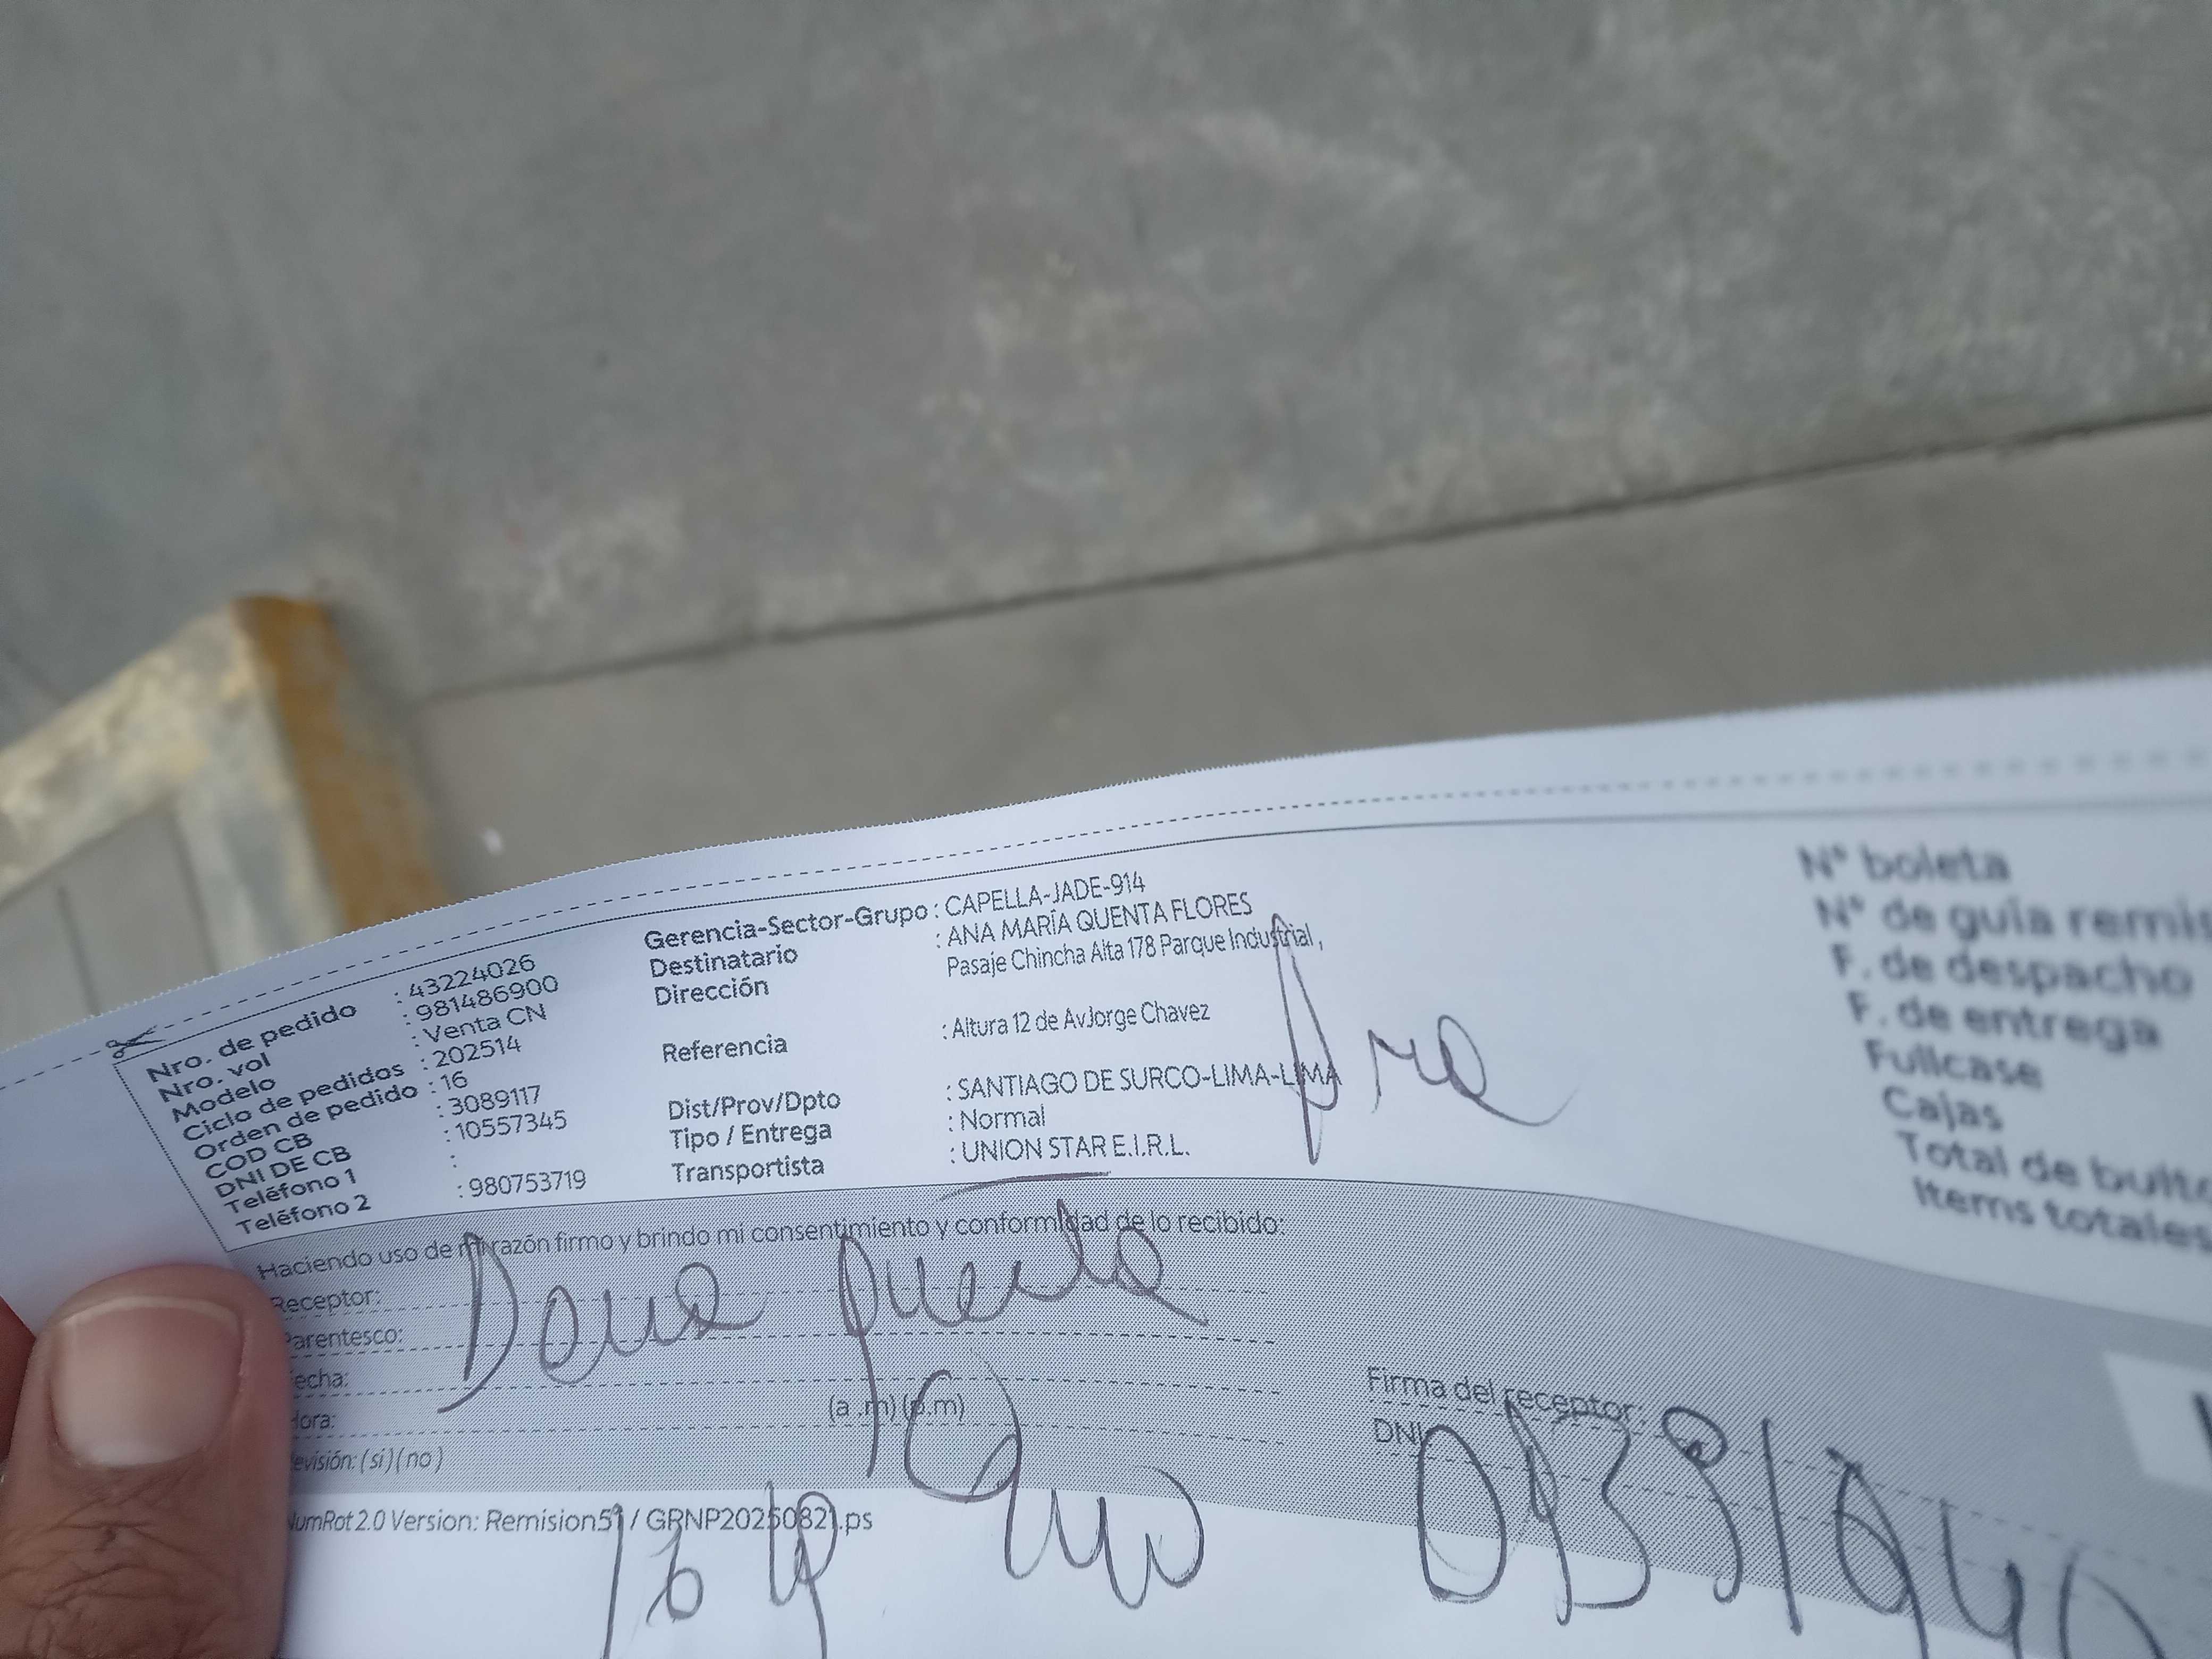 Nro. de pedido : 43224026
Nro. vol : 981486900
Modelo : Venta CN
Ciclo de pedidos : 202514
Orden de pedido : 16
COD CB : 3089117
DNI DE CB : 10557345
Teléfono 1 :
Teléfono 2 : 980753719
Gerencia-Sector-Grupo : CAPELLA-JADE-914
Destinatario : ANA MARÍA QUENTA FLORES
Dirección Pasaje Chincha Alta 178 Parque Industrial ,
Referencia : Altura 12 de AvJorge Chavez
Dist/Prov/Dpto : SANTIAGO DE SURCO-LIMA-LIMA
Tipo / Entrega : Normal
Transportista : UNION STAR E.I.R.L.
N° boleta
N° de guía remis
F. de despacho
F. de entrega
Fullcase
Cajas
Total de bult
Items totales
Haciendo uso de mi razón firmo y brindo mi consentimiento y conformidad de lo recibido:
Receptor:
Parentesco:
echa:
Hora:
(a .m) (p.m)
evisión: ( si ) ( no )
Firma del receptor:
DNI
NumRot 2.0 Version: Remision51 / GRNP20250821.ps